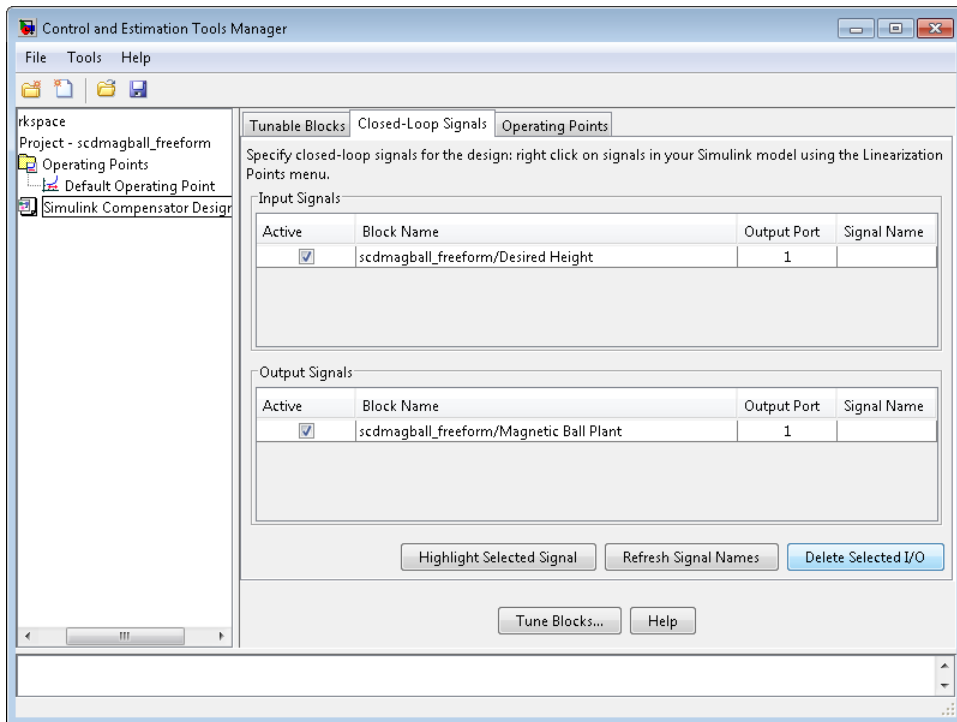 Control and Estimation Tools Manager
File Tools Help
rkspace
Project - scdmagball_freeform
Operating Points
Default Operating Point
Simulink Compensator Design
Tunable Blocks Closed-Loop Signals Operating Points
Specify closed-loop signals for the design: right click on signals in your Simulink model using the Linearization
Points menu.
Input Signals
Active Block Name Output Port Signal Name
scdmagball_freeform/Desired Height 1
Output Signals
Active Block Name Output Port Signal Name
scdmagball_freeform/Magnetic Ball Plant 1
Highlight Selected Signal Refresh Signal Names Delete Selected I/O
Tune Blocks... Help